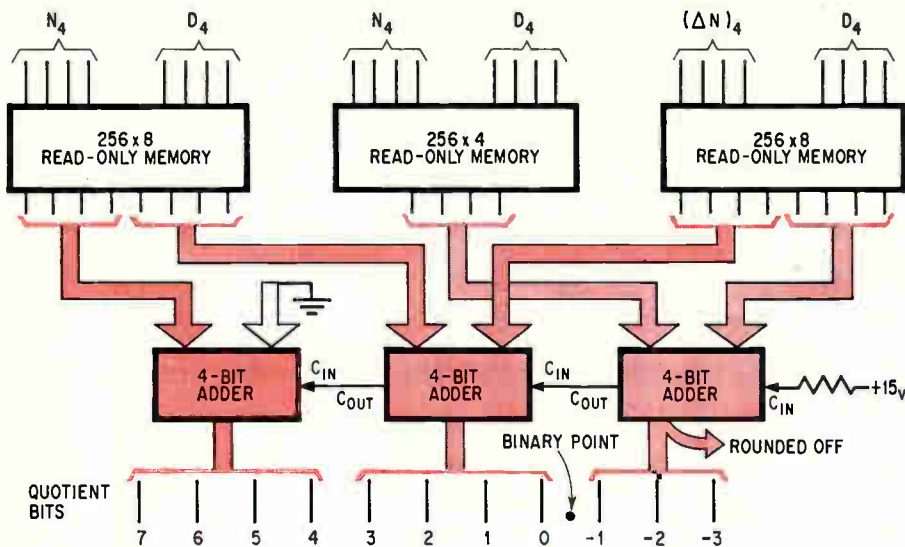 N4 D4 N4 D4 (ΔN)4 D4
256 x 8 READ-ONLY MEMORY
256 x 4 READ-ONLY MEMORY
256 x 8 READ-ONLY MEMORY
4-BIT ADDER
CIN
COUT
4-BIT ADDER
CIN
COUT
4-BIT ADDER
CIN
+15V
BINARY POINT
ROUNDED OFF
QUOTIENT BITS
7 6 5 4 3 2 1 0 -1 -2 -3